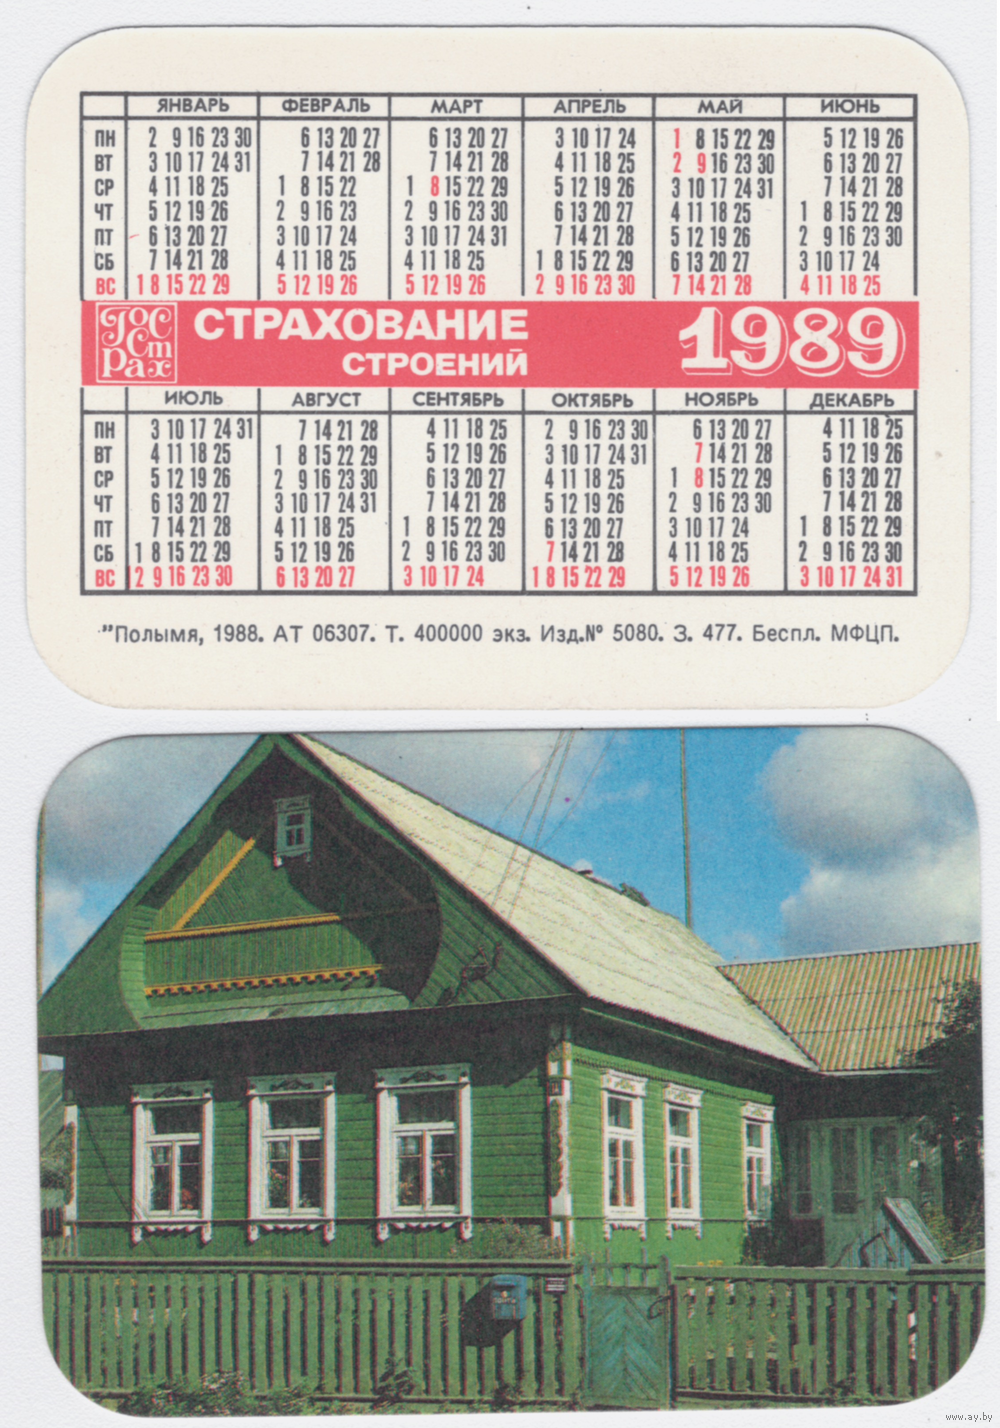 ЯНВАРЬ ФЕВРАЛЬ МАРТ АПРЕЛЬ МАЙ ИЮНЬ
ПН 2 9 16 23 30 6 13 20 27 6 13 20 27 3 10 17 24 1 8 15 22 29 5 12 19 26
ВТ 3 10 17 24 31 7 14 21 28 7 14 21 28 4 11 18 25 2 9 16 23 30 6 13 20 27
СР 4 11 18 25 1 8 15 22 1 8 15 22 29 5 12 19 26 3 10 17 24 31 7 14 21 28
ЧТ 5 12 19 26 2 9 16 23 2 9 16 23 30 6 13 20 27 4 11 18 25 1 8 15 22 29
ПТ 6 13 20 27 3 10 17 24 3 10 17 24 31 7 14 21 28 5 12 19 26 2 9 16 23 30
СБ 7 14 21 28 4 11 18 25 4 11 18 25 1 8 15 22 29 6 13 20 27 3 10 17 24
ВС 1 8 15 22 29 5 12 19 26 5 12 19 26 2 9 16 23 30 7 14 21 28 4 11 18 25
ГОССТРАХ
СТРАХОВАНИЕ
СТРОЕНИЙ
1989
ИЮЛЬ АВГУСТ СЕНТЯБРЬ ОКТЯБРЬ НОЯБРЬ ДЕКАБРЬ
ПН 3 10 17 24 31 7 14 21 28 4 11 18 25 2 9 16 23 30 6 13 20 27 4 11 18 25
ВТ 4 11 18 25 1 8 15 22 29 5 12 19 26 3 10 17 24 31 7 14 21 28 5 12 19 26
СР 5 12 19 26 2 9 16 23 30 6 13 20 27 4 11 18 25 1 8 15 22 29 6 13 20 27
ЧТ 6 13 20 27 3 10 17 24 31 7 14 21 28 5 12 19 26 2 9 16 23 30 7 14 21 28
ПТ 7 14 21 28 4 11 18 25 1 8 15 22 29 6 13 20 27 3 10 17 24 1 8 15 22 29
СБ 1 8 15 22 29 5 12 19 26 2 9 16 23 30 7 14 21 28 4 11 18 25 2 9 16 23 30
ВС 2 9 16 23 30 6 13 20 27 3 10 17 24 1 8 15 22 29 5 12 19 26 3 10 17 24 31
"Полымя, 1988. АТ 06307. Т. 400000 экз. Изд.№ 5080. З. 477. Беспл. МФЦП.
www.ay.by